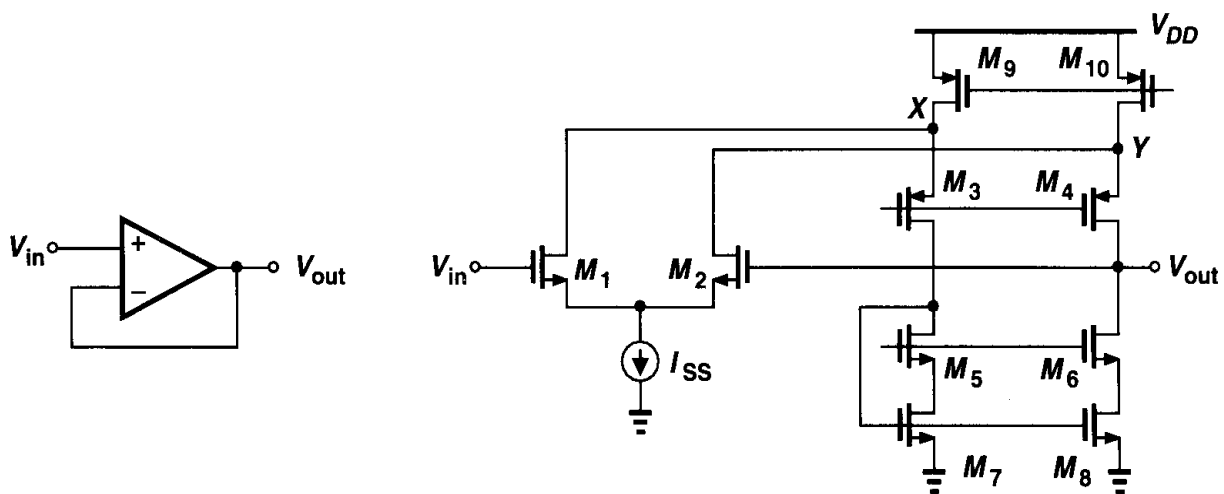 V_DD
M_9
M_10
X
Y
M_3
M_4
V_in
+
−
V_out
V_in
M_1
M_2
V_out
I_SS
M_5
M_6
M_7
M_8